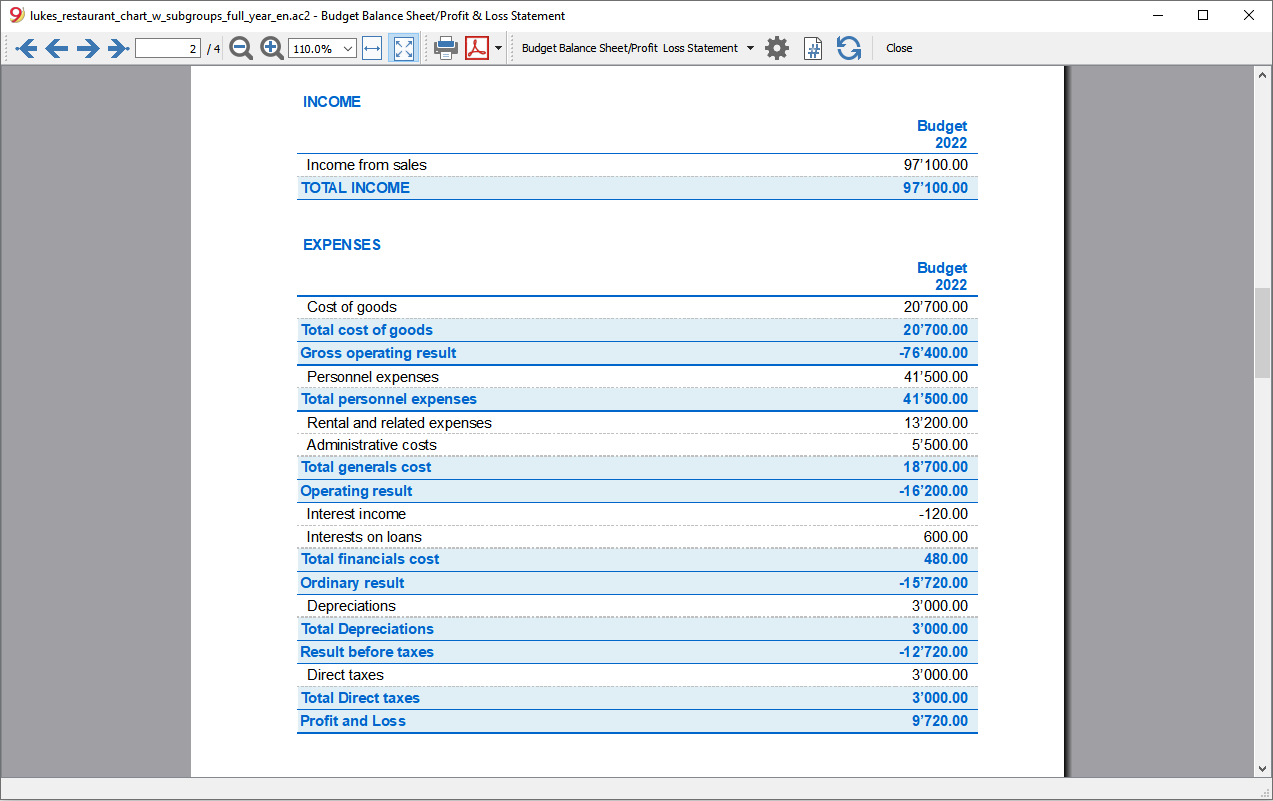 lukes_restaurant_chart_w_subgroups_full_year_en.ac2 - Budget Balance Sheet/Profit & Loss Statement
2 / 4 110.0% Budget Balance Sheet/Profit Loss Statement # Close
INCOME
Budget
2022
Income from sales 97’100.00
TOTAL INCOME 97’100.00
EXPENSES
Budget
2022
Cost of goods 20’700.00
Total cost of goods 20’700.00
Gross operating result -76’400.00
Personnel expenses 41’500.00
Total personnel expenses 41’500.00
Rental and related expenses 13’200.00
Administrative costs 5’500.00
Total generals cost 18’700.00
Operating result -16’200.00
Interest income -120.00
Interests on loans 600.00
Total financials cost 480.00
Ordinary result -15’720.00
Depreciations 3’000.00
Total Depreciations 3’000.00
Result before taxes -12’720.00
Direct taxes 3’000.00
Total Direct taxes 3’000.00
Profit and Loss 9’720.00